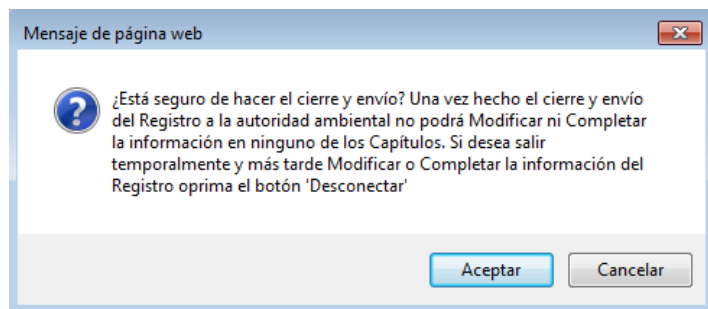 Mensaje de página web
¿Está seguro de hacer el cierre y envío? Una vez hecho el cierre y envío
del Registro a la autoridad ambiental no podrá Modificar ni Completar
la información en ninguno de los Capítulos. Si desea salir
temporalmente y más tarde Modificar o Completar la información del
Registro oprima el botón 'Desconectar'
Aceptar
Cancelar